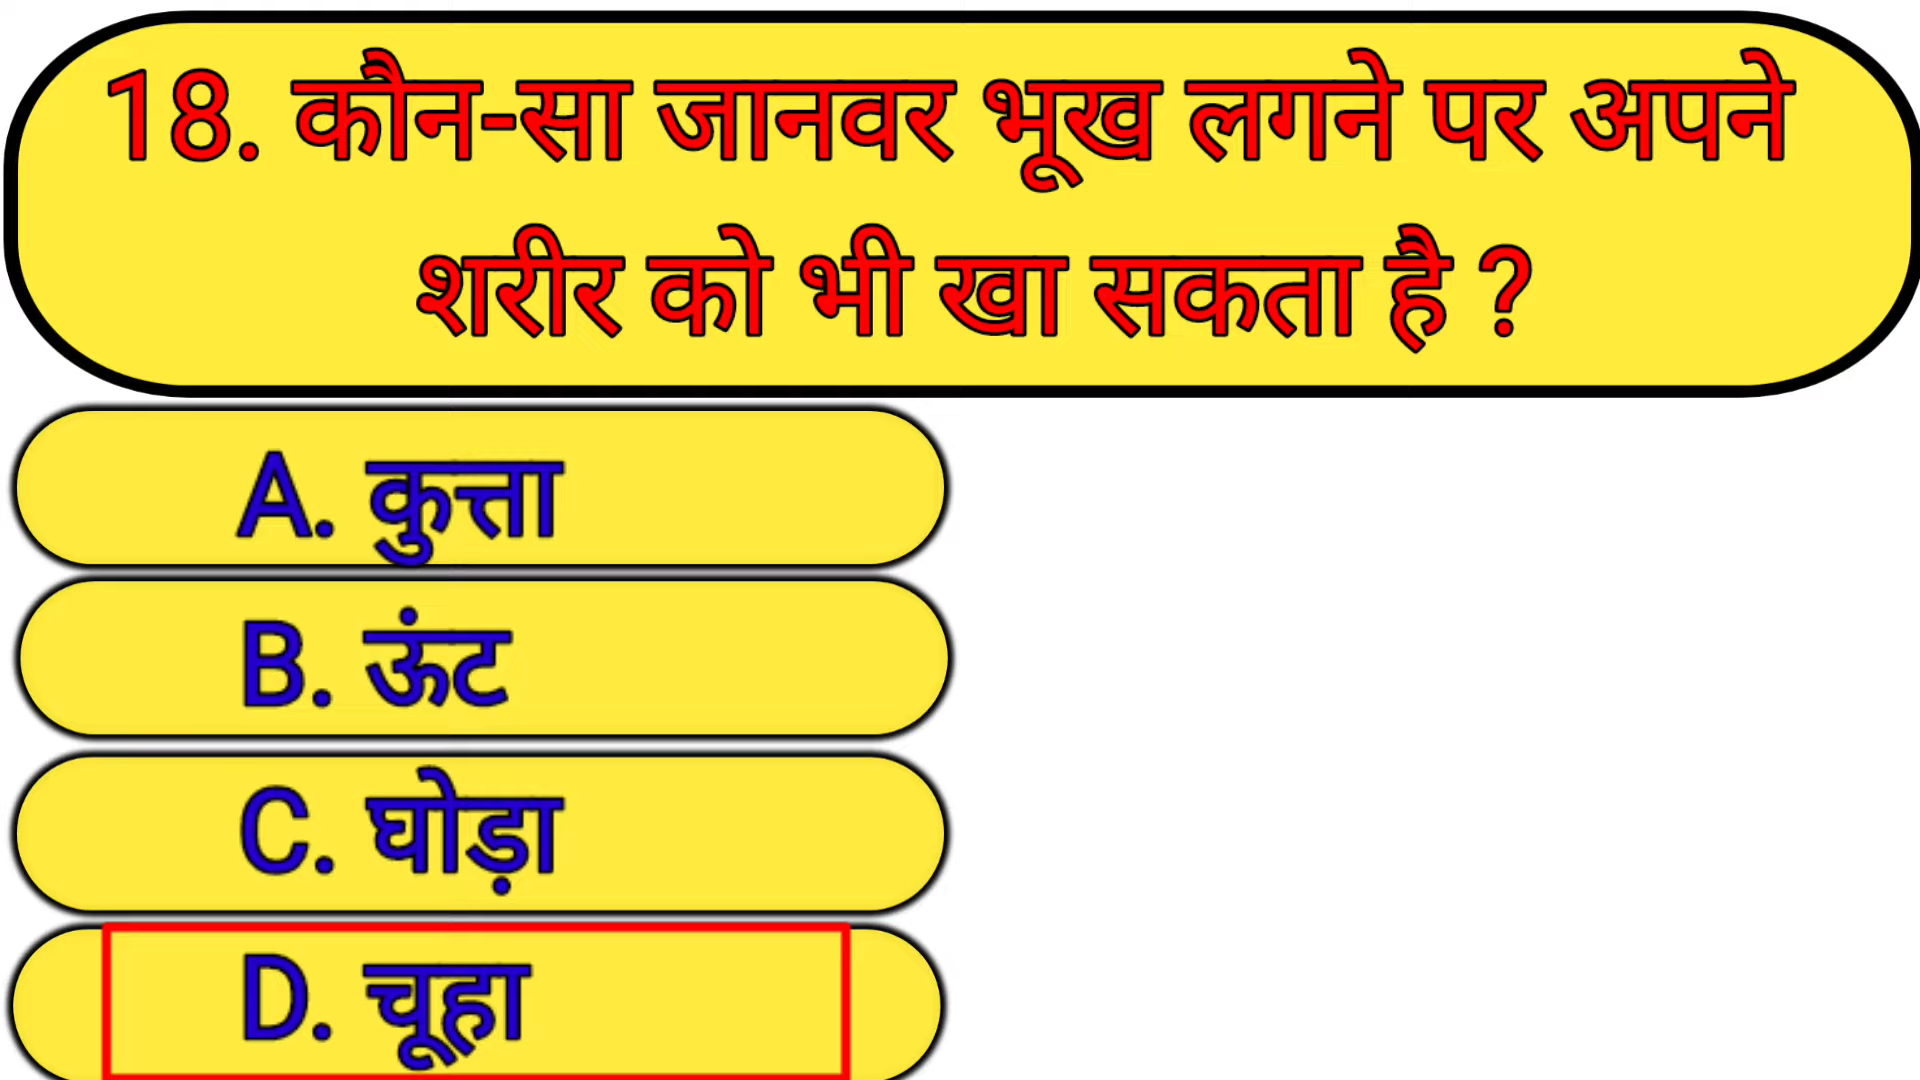 18. कौन-सा जानवर भूख लगने पर अपने
शरीर को भी खा सकता है ?
A. कुत्ता
B. ऊंट
C. घोड़ा
D. चूहा